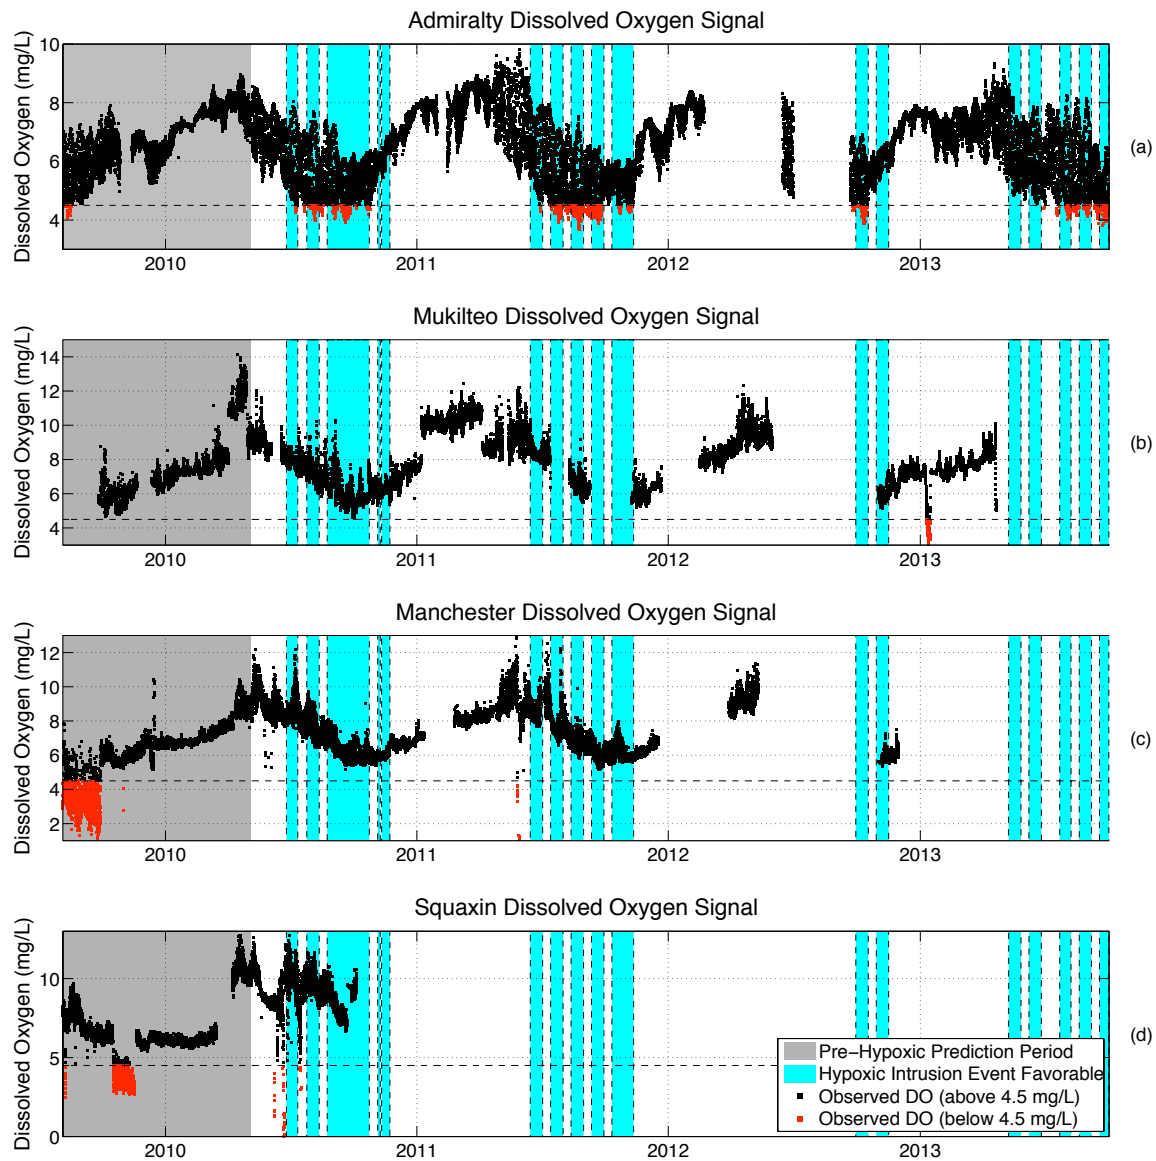 Admiralty Dissolved Oxygen Signal
Dissolved Oxygen (mg/L)
10
8
6
4
2010
2011
2012
2013
(a)
Mukilteo Dissolved Oxygen Signal
Dissolved Oxygen (mg/L)
14
12
10
8
6
4
2010
2011
2012
2013
(b)
Manchester Dissolved Oxygen Signal
Dissolved Oxygen (mg/L)
12
10
8
6
4
2
2010
2011
2012
2013
(c)
Squaxin Dissolved Oxygen Signal
Dissolved Oxygen (mg/L)
10
5
0
2010
2011
2012
2013
(d)
Pre−Hypoxic Prediction Period
Hypoxic Intrusion Event Favorable
Observed DO (above 4.5 mg/L)
Observed DO (below 4.5 mg/L)